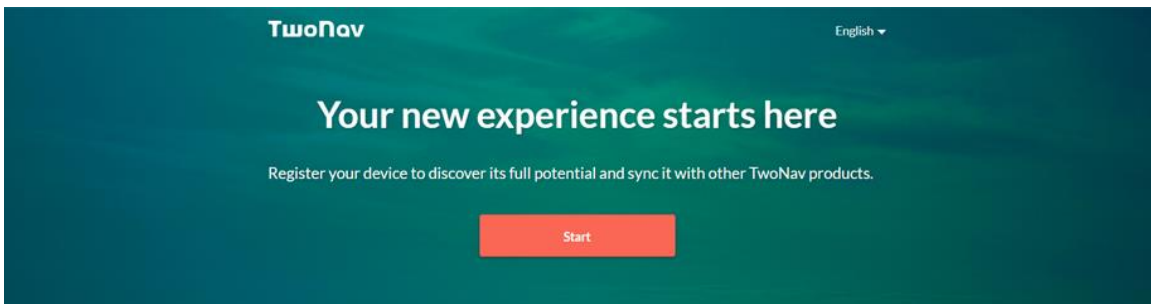 TwoNav
English
Your new experience starts here
Register your device to discover its full potential and sync it with other TwoNav products.
Start